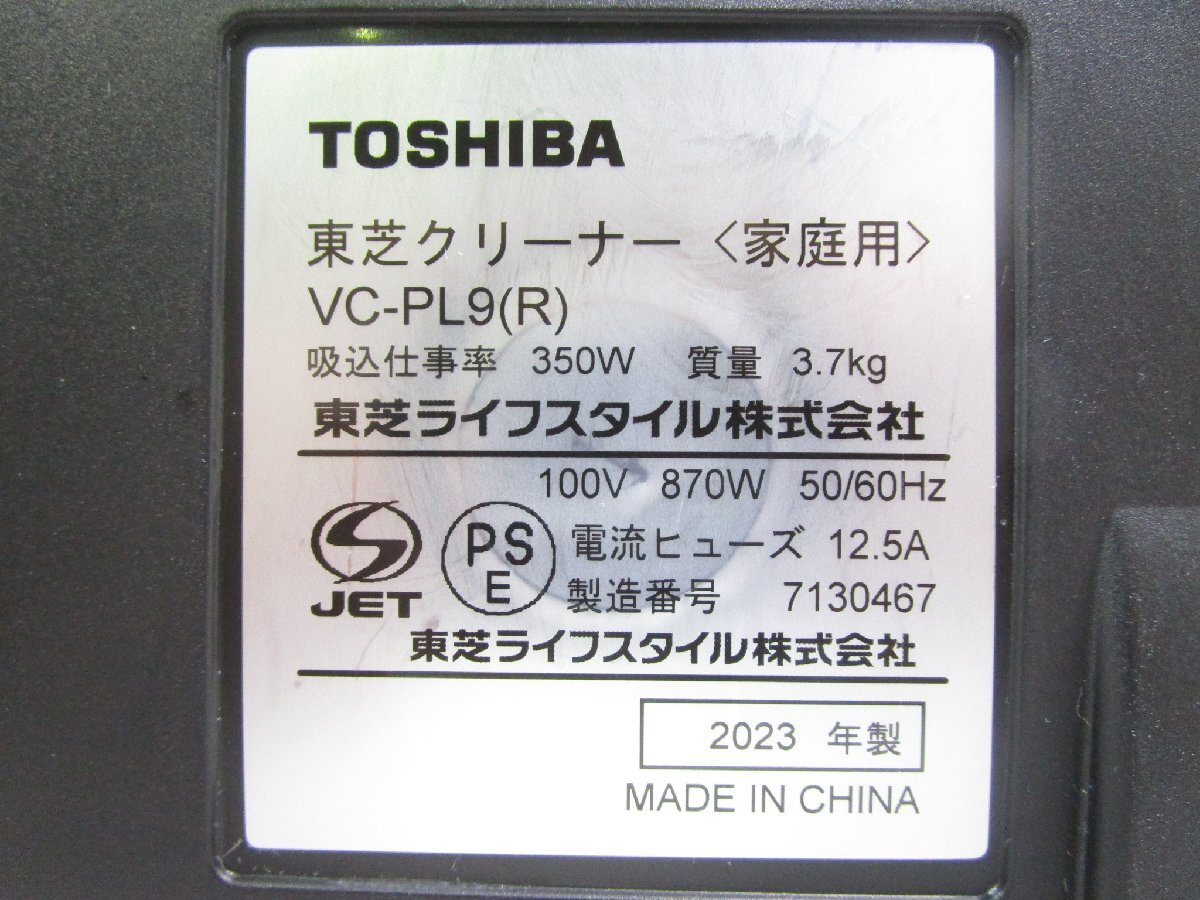 TOSHIBA
東芝クリーナー〈家庭用〉
VC-PL9(R)
吸込仕事率 350W 質量 3.7kg
東芝ライフスタイル株式会社
100V 870W 50/60Hz
電流ヒューズ 12.5A
JET
PS
E
製造番号 7130467
東芝ライフスタイル株式会社
2023 年製
MADE IN CHINA